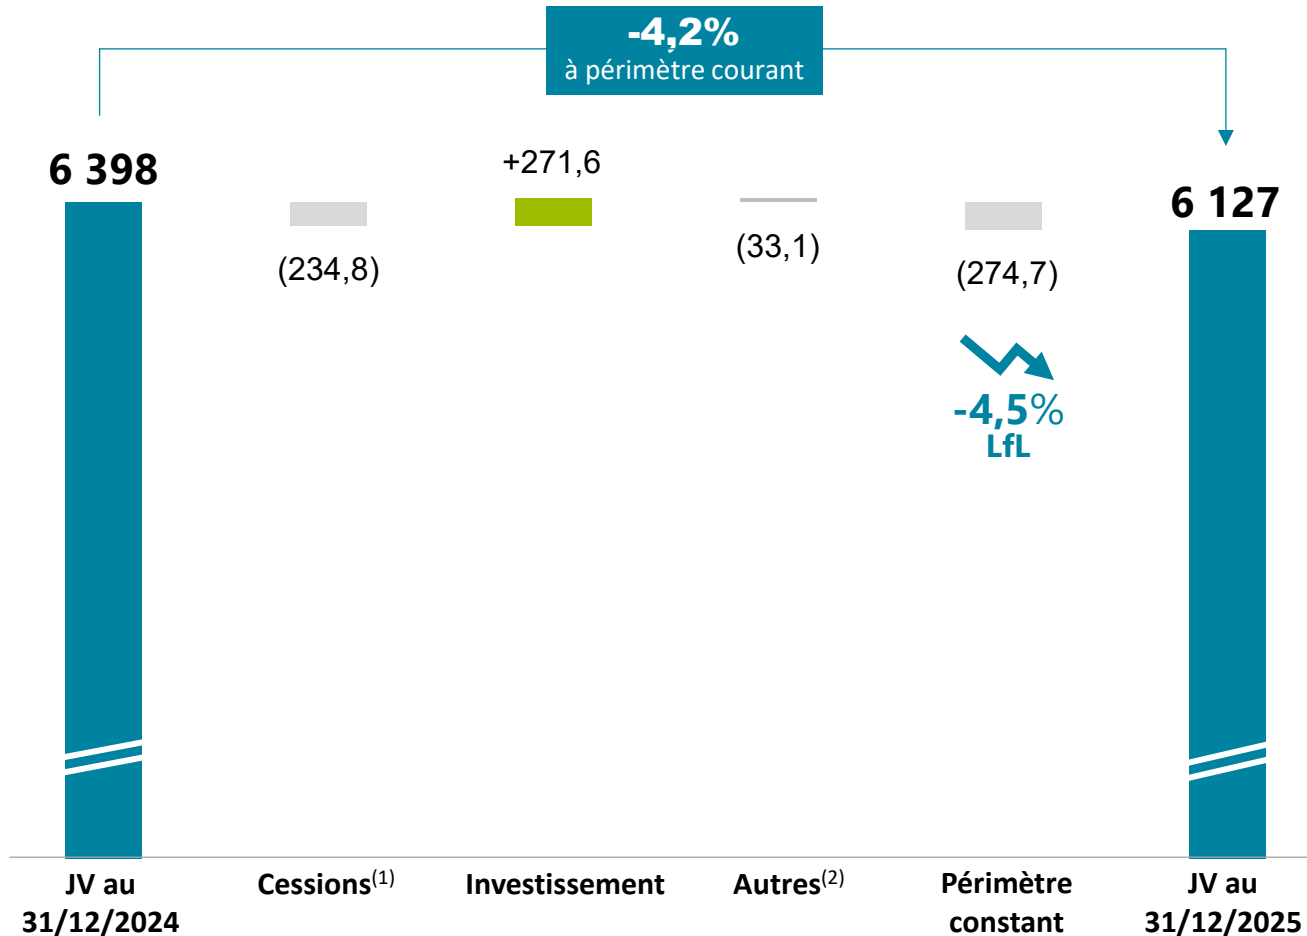 -4,2%
à périmètre courant
6 398
+271,6
6 127
(234,8)
(33,1)
(274,7)
-4,5%
LfL
JV au
31/12/2024
Cessions(1)
Investissement
Autres(2)
Périmètre
constant
JV au
31/12/2025